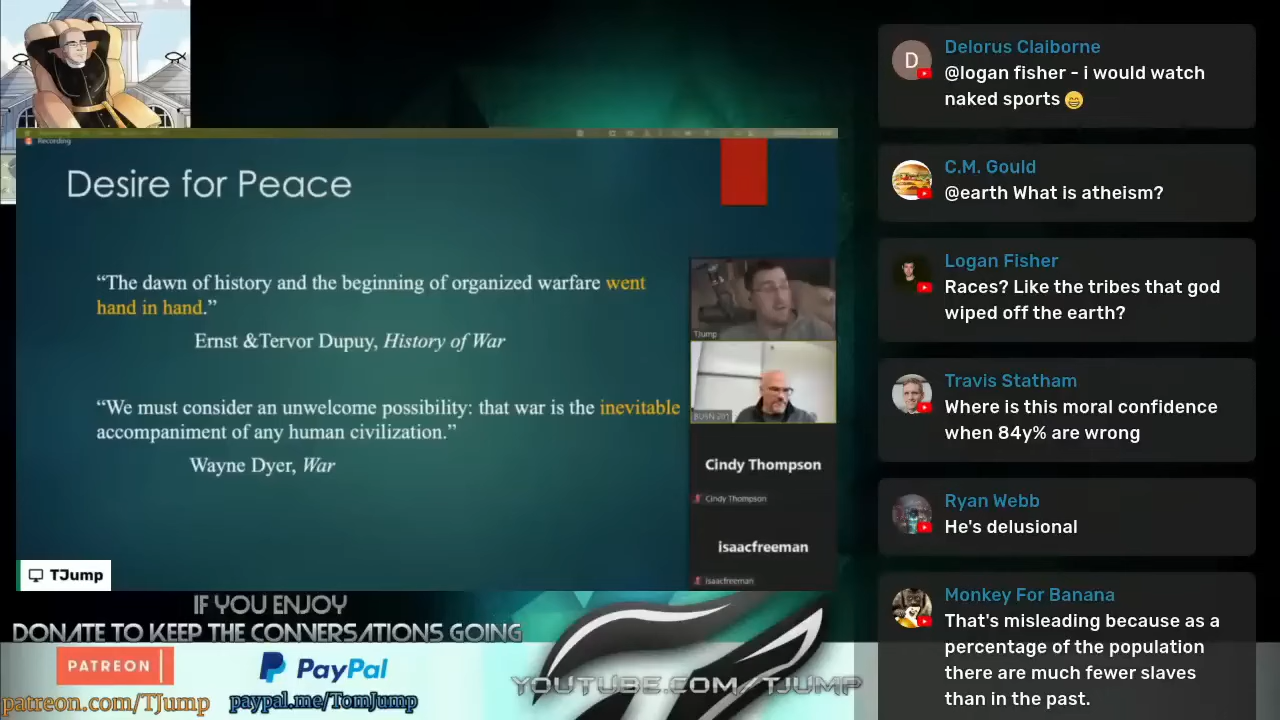 Recording
Desire for Peace
“The dawn of history and the beginning of organized warfare went
hand in hand.”
Ernst &Tervor Dupuy, History of War
“We must consider an unwelcome possibility: that war is the inevitable
accompaniment of any human civilization.”
Wayne Dyer, War
TJump
Cindy Thompson
Cindy Thompson
isaacfreeman
isaacfreeman
TJump
IF YOU ENJOY
DONATE TO KEEP THE CONVERSATIONS GOING
PATREON
patreon.com/TJump
PayPal
paypal.me/TomJump
YOUTUBE.COM/TJUMP
D
Delorus Claiborne
@logan fisher - i would watch
naked sports 😁
C.M. Gould
@earth What is atheism?
Logan Fisher
Races? Like the tribes that god
wiped off the earth?
Travis Statham
Where is this moral confidence
when 84y% are wrong
Ryan Webb
He's delusional
Monkey For Banana
That's misleading because as a
percentage of the population
there are much fewer slaves
than in the past.